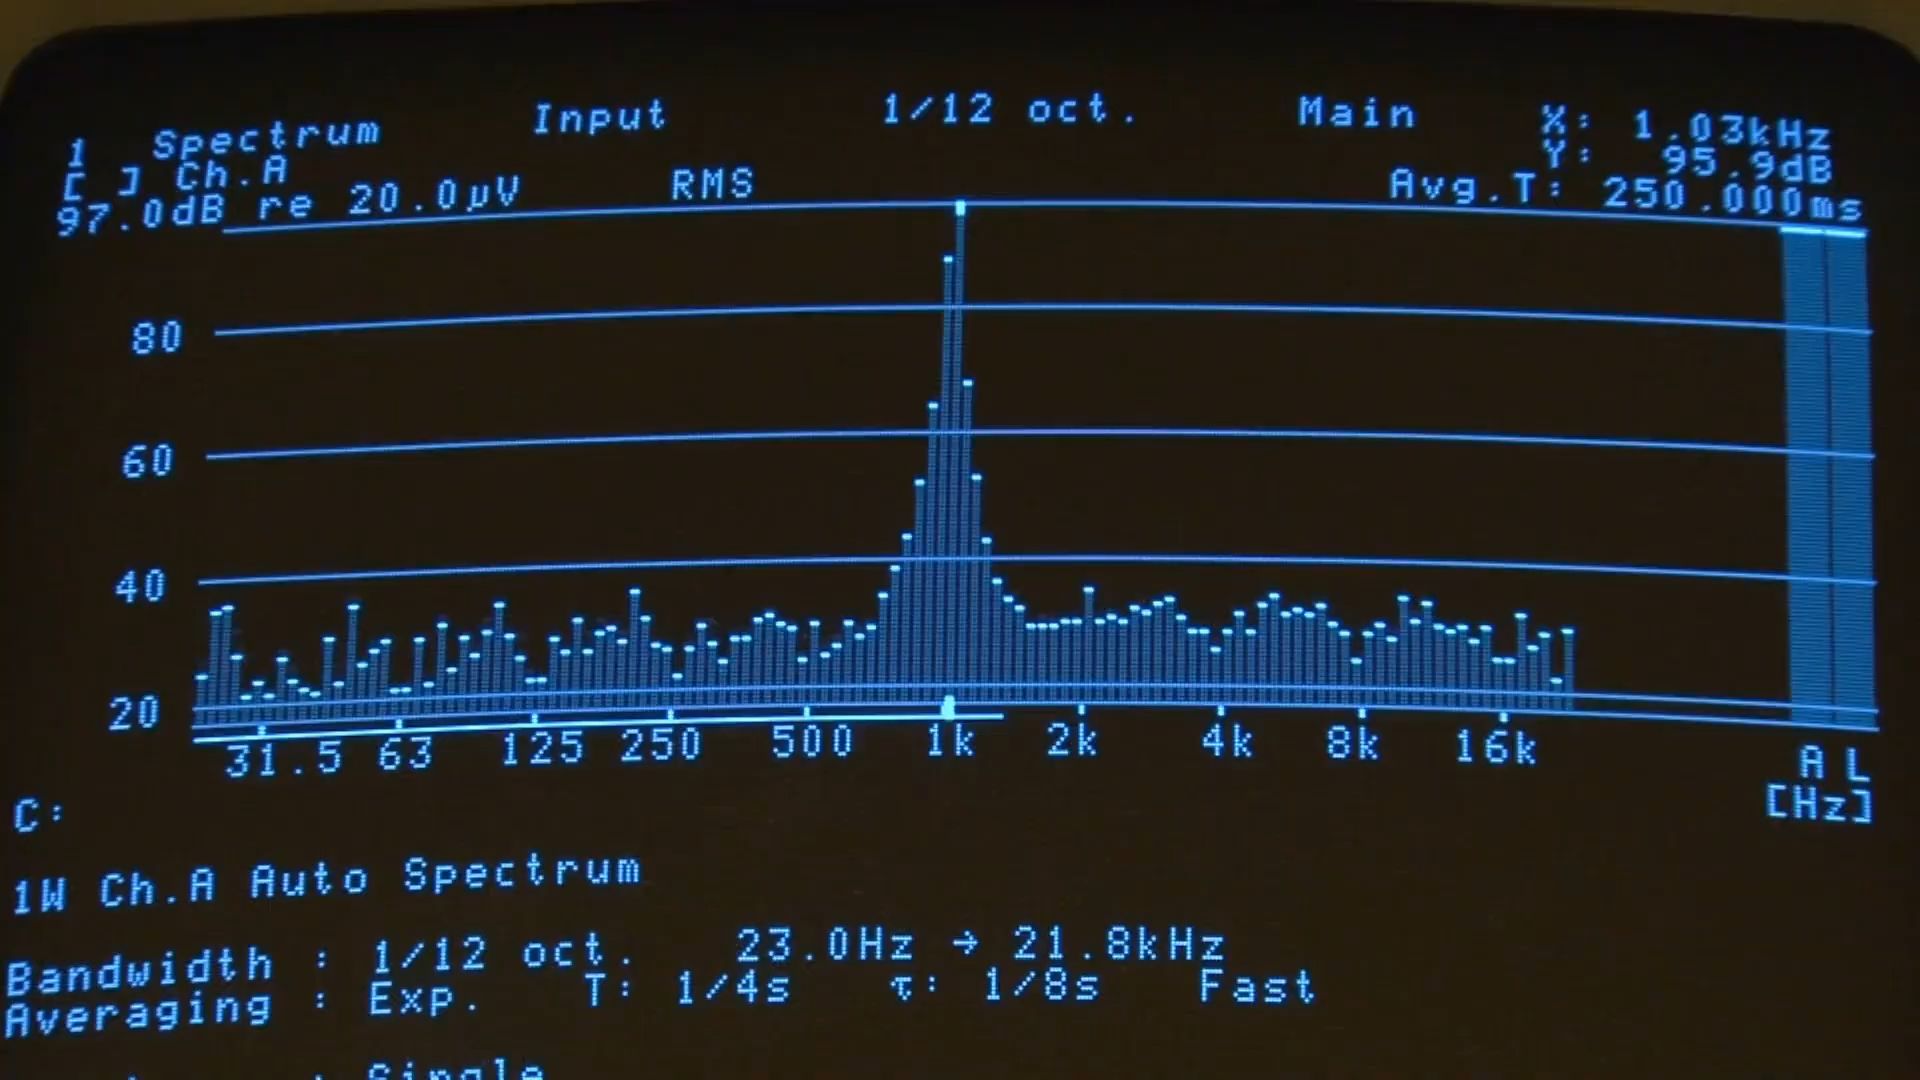 1 Spectrum Input 1/12 oct. Main X: 1.03kHz
[ ] Ch.A Y: 95.9dB
97.0dB re 20.0µV RMS Avg.T: 250.000ms
80
60
40
20
31.5 63 125 250 500 1k 2k 4k 8k 16k A L
[Hz]
C:
1W Ch.A Auto Spectrum
Bandwidth : 1/12 oct. 23.0Hz → 21.8kHz
Averaging : Exp. T: 1/4s τ: 1/8s Fast
: Single